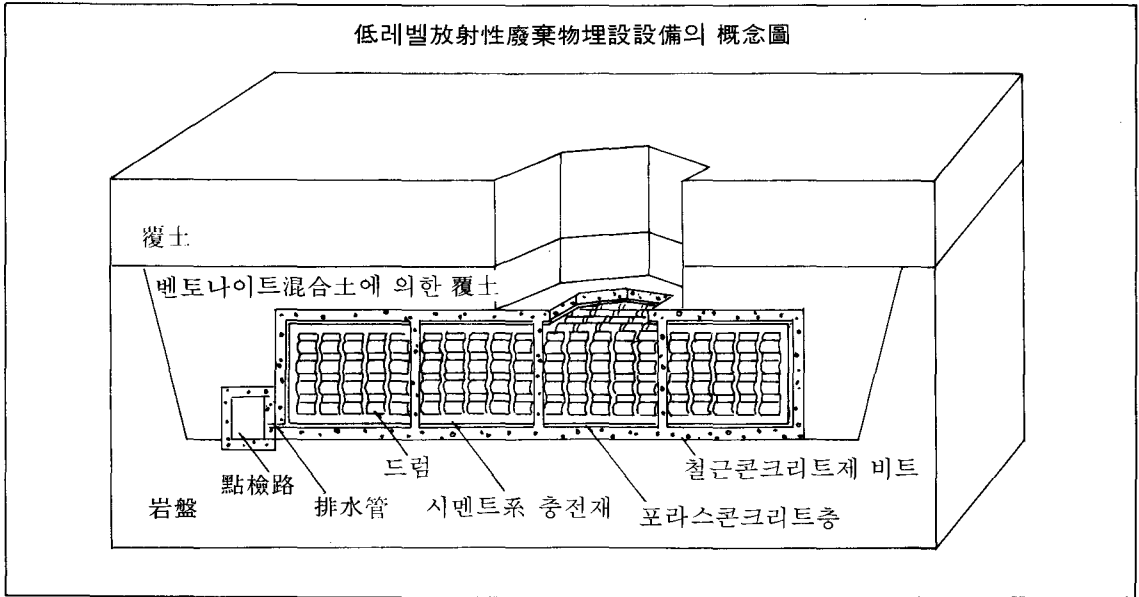 低레벨放射性廢棄物埋設設備의 概念圖
覆土
벤토나이트混合土에 의한 覆土
드럼
철근콘크리트제 비트
點檢路
排水管
시멘트系 충전재
포라스콘크리트층
岩盤